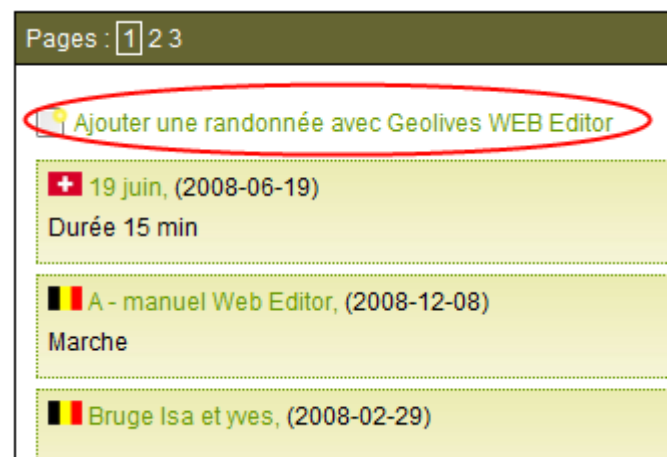 Pages : 1 2 3
Ajouter une randonnée avec Geolives WEB Editor
19 juin, (2008-06-19)
Durée 15 min
A - manuel Web Editor, (2008-12-08)
Marche
Bruge Isa et yves, (2008-02-29)